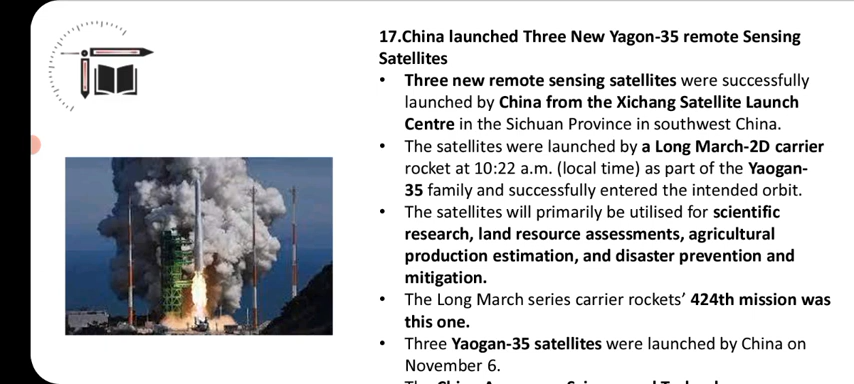 17.China launched Three New Yagon-35 remote Sensing
Satellites
• Three new remote sensing satellites were successfully
launched by China from the Xichang Satellite Launch
Centre in the Sichuan Province in southwest China.
• The satellites were launched by a Long March-2D carrier
rocket at 10:22 a.m. (local time) as part of the Yaogan-
35 family and successfully entered the intended orbit.
• The satellites will primarily be utilised for scientific
research, land resource assessments, agricultural
production estimation, and disaster prevention and
mitigation.
• The Long March series carrier rockets’ 424th mission was
this one.
• Three Yaogan-35 satellites were launched by China on
November 6.